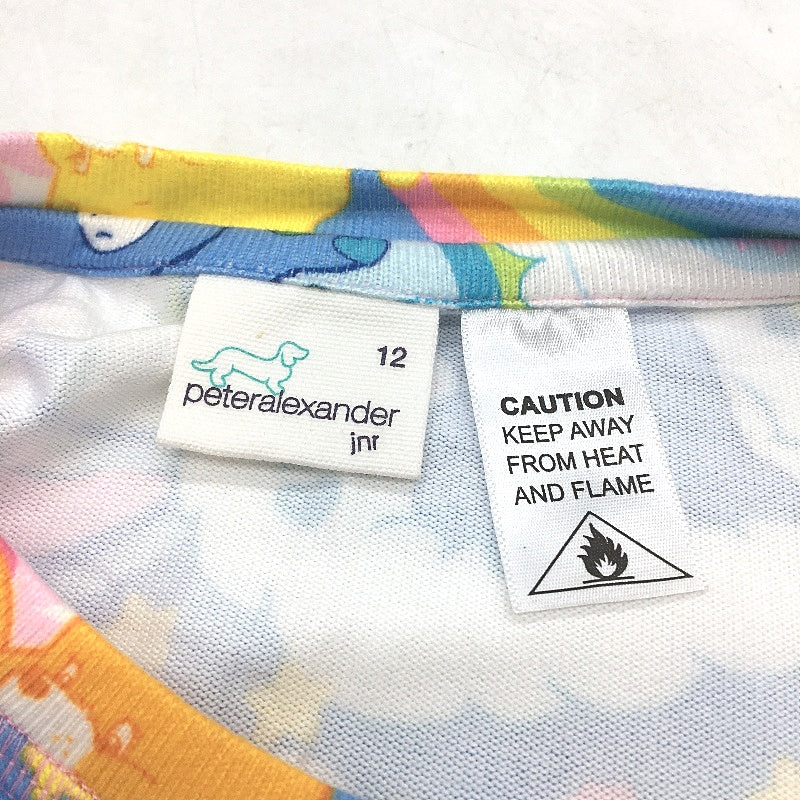 12
peteralexander
jnr
CAUTION
KEEP AWAY
FROM HEAT
AND FLAME